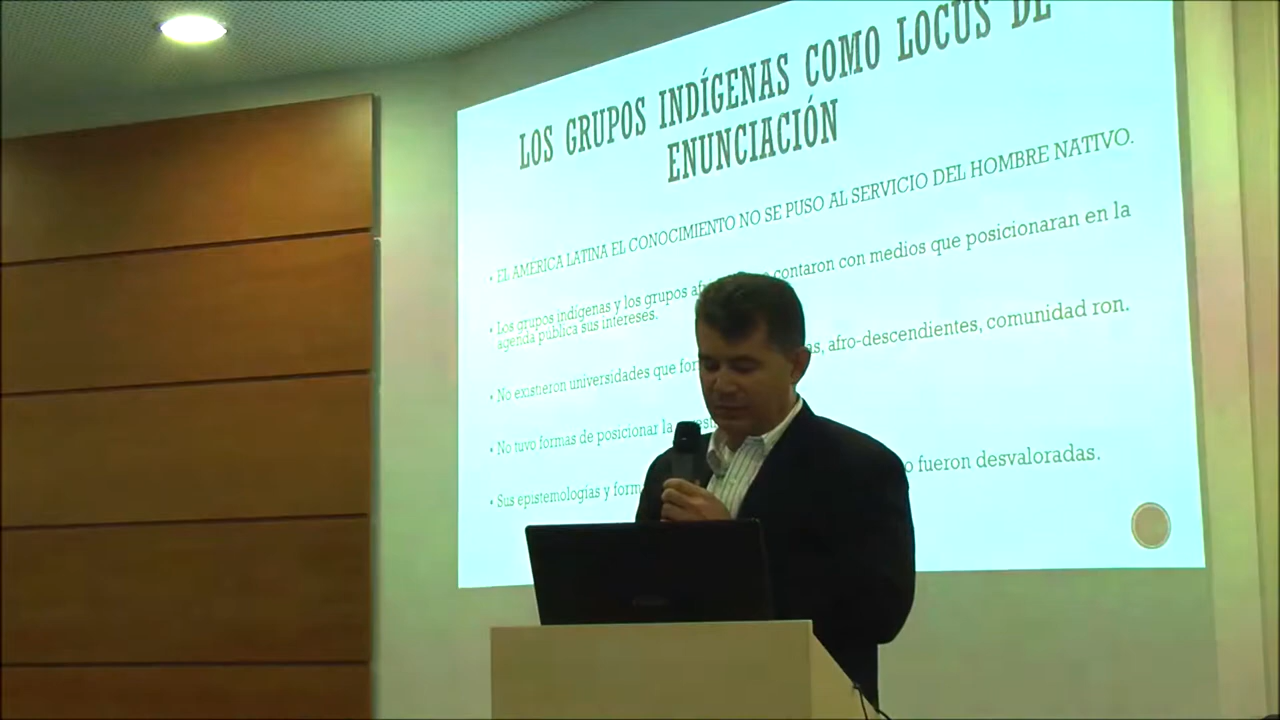 LOS GRUPOS INDÍGENAS COMO LOCUS DE
ENUNCIACIÓN
• EL AMÉRICA LATINA EL CONOCIMIENTO NO SE PUSO AL SERVICIO DEL HOMBRE NATIVO.
• Los grupos indígenas y los grupos contaron con medios que posicionaran en la
agenda pública sus intereses.
• No existieron universidades que afro-descendientes, comunidad ron.
• No tuvo formas de posicionar la
• Sus epistemologías y fueron desvaloradas.